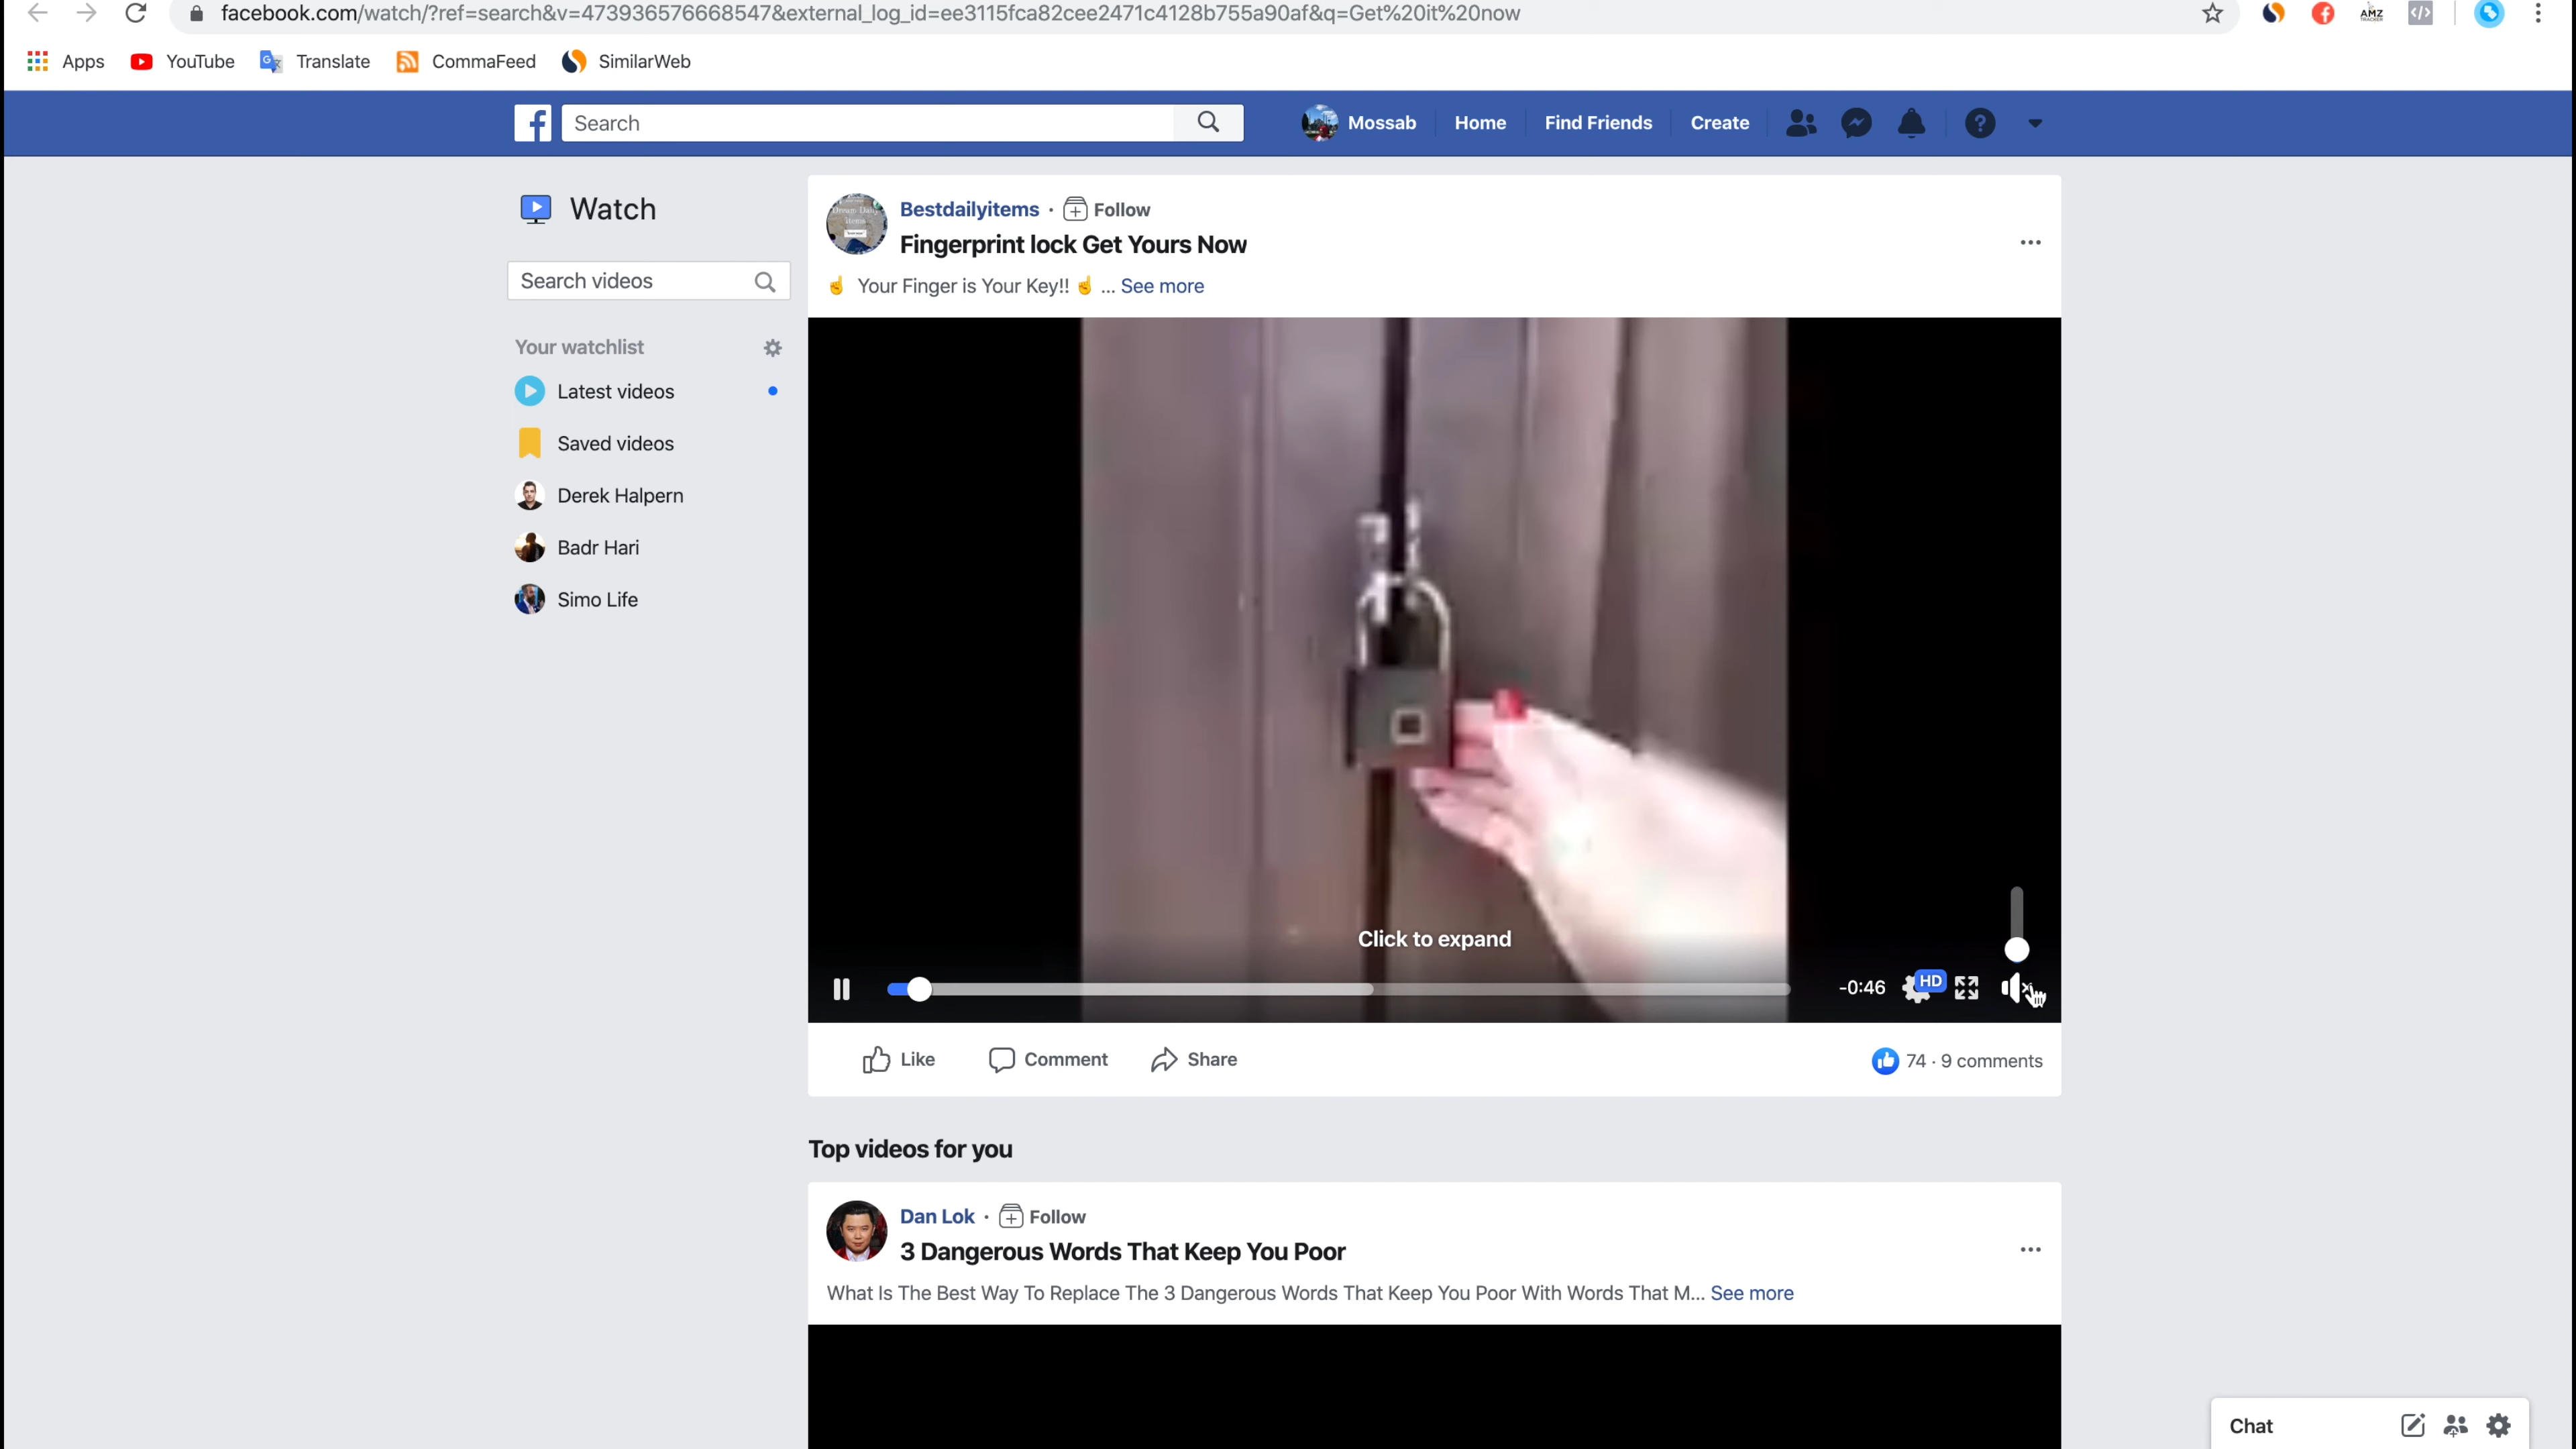 facebook.com/watch/?ref=search&v=473936576668547&external_log_id=ee3115fca82cee2471c4128b755a90af&q=Get%20it%20now
AMZ
TRACKER
Apps YouTube Translate CommaFeed SimilarWeb
Search
Mossab Home Find Friends Create
Watch
Search videos
Your watchlist
Latest videos
Saved videos
Derek Halpern
Badr Hari
Simo Life
Bestdailyitems · Follow
Fingerprint lock Get Yours Now
☝ Your Finger is Your Key!! ☝ ... See more
Click to expand
-0:46 HD
Like Comment Share
74 · 9 comments
Top videos for you
Dan Lok · Follow
3 Dangerous Words That Keep You Poor
What Is The Best Way To Replace The 3 Dangerous Words That Keep You Poor With Words That M... See more
Chat